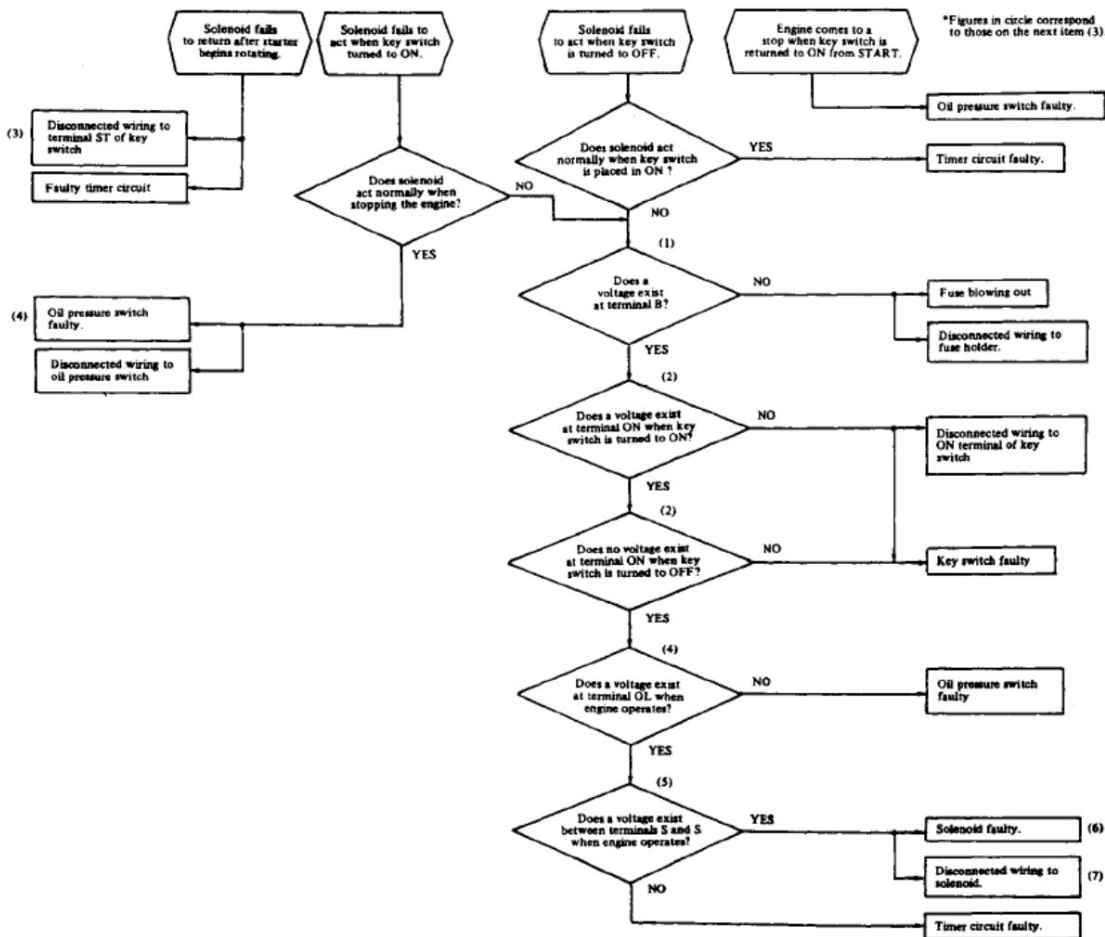 Solenoid fails
to return after starter
begins rotating.
Solenoid fails to
act when key switch
turned to ON.
Solenoid fails
to act when key switch
is turned to OFF.
Engine comes to a
stop when key switch is
returned to ON from START.
*Figures in circle correspond
to those on the next item (3).
Oil pressure switch faulty.
(3)
Disconnected wiring to
terminal ST of key
switch
Faulty timer circuit
Does solenoid act
normally when key switch
is placed in ON ?
YES
Timer circuit faulty.
NO
Does solenoid
act normally when
stopping the engine?
NO
YES
(1)
Does a
voltage exist
at terminal B?
NO
Fuse blowing out
Disconnected wiring to
fuse holder.
YES
(4)
Oil pressure switch
faulty.
Disconnected wiring to
oil pressure switch
(2)
Does a voltage exist
at terminal ON when key
switch is turned to ON?
NO
Disconnected wiring to
ON terminal of key
switch
YES
(2)
Does no voltage exist
at terminal ON when key
switch is turned to OFF?
NO
Key switch faulty
YES
(4)
Does a voltage exist
at terminal OL when
engine operates?
NO
Oil pressure switch
faulty
YES
(5)
Does a voltage exist
between terminals S and S
when engine operates?
YES
Solenoid faulty.
(6)
Disconnected wiring to
solenoid.
(7)
NO
Timer circuit faulty.